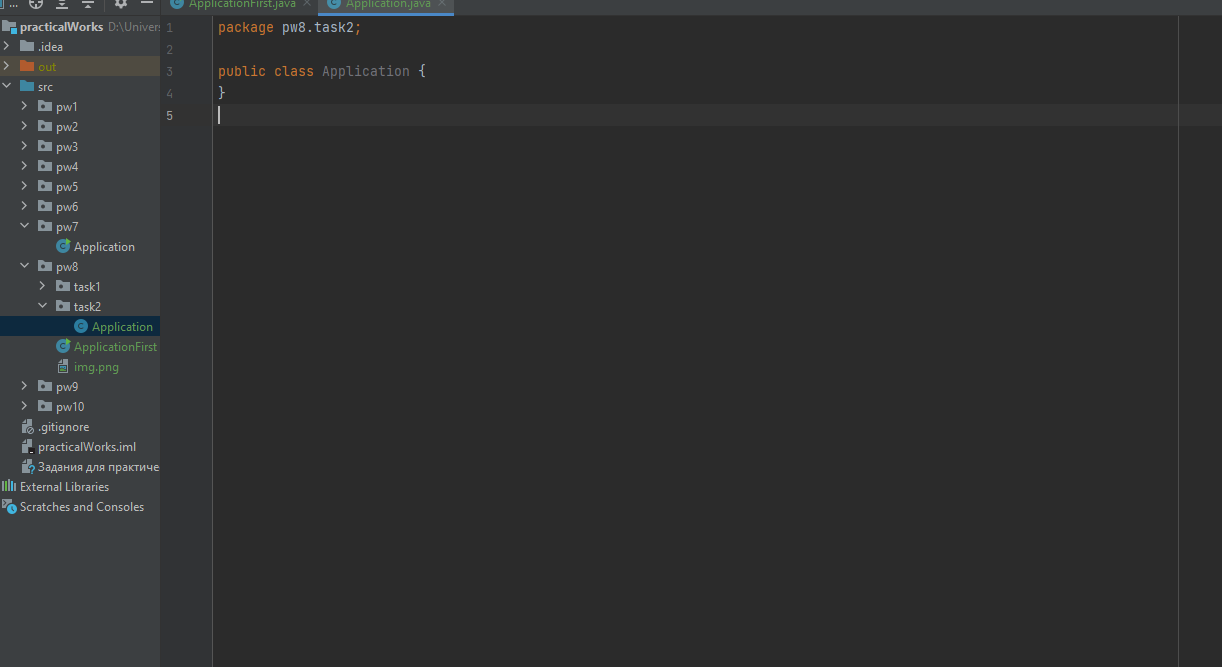 ... ApplicationFirst.java Application.java
practicalWorks D:\Univers
.idea
out
src
pw1
pw2
pw3
pw4
pw5
pw6
pw7
Application
pw8
task1
task2
Application
ApplicationFirst
img.png
pw9
pw10
.gitignore
practicalWorks.iml
Задания для практиче
External Libraries
Scratches and Consoles
1 package pw8.task2;
2
3 public class Application {
4 }
5